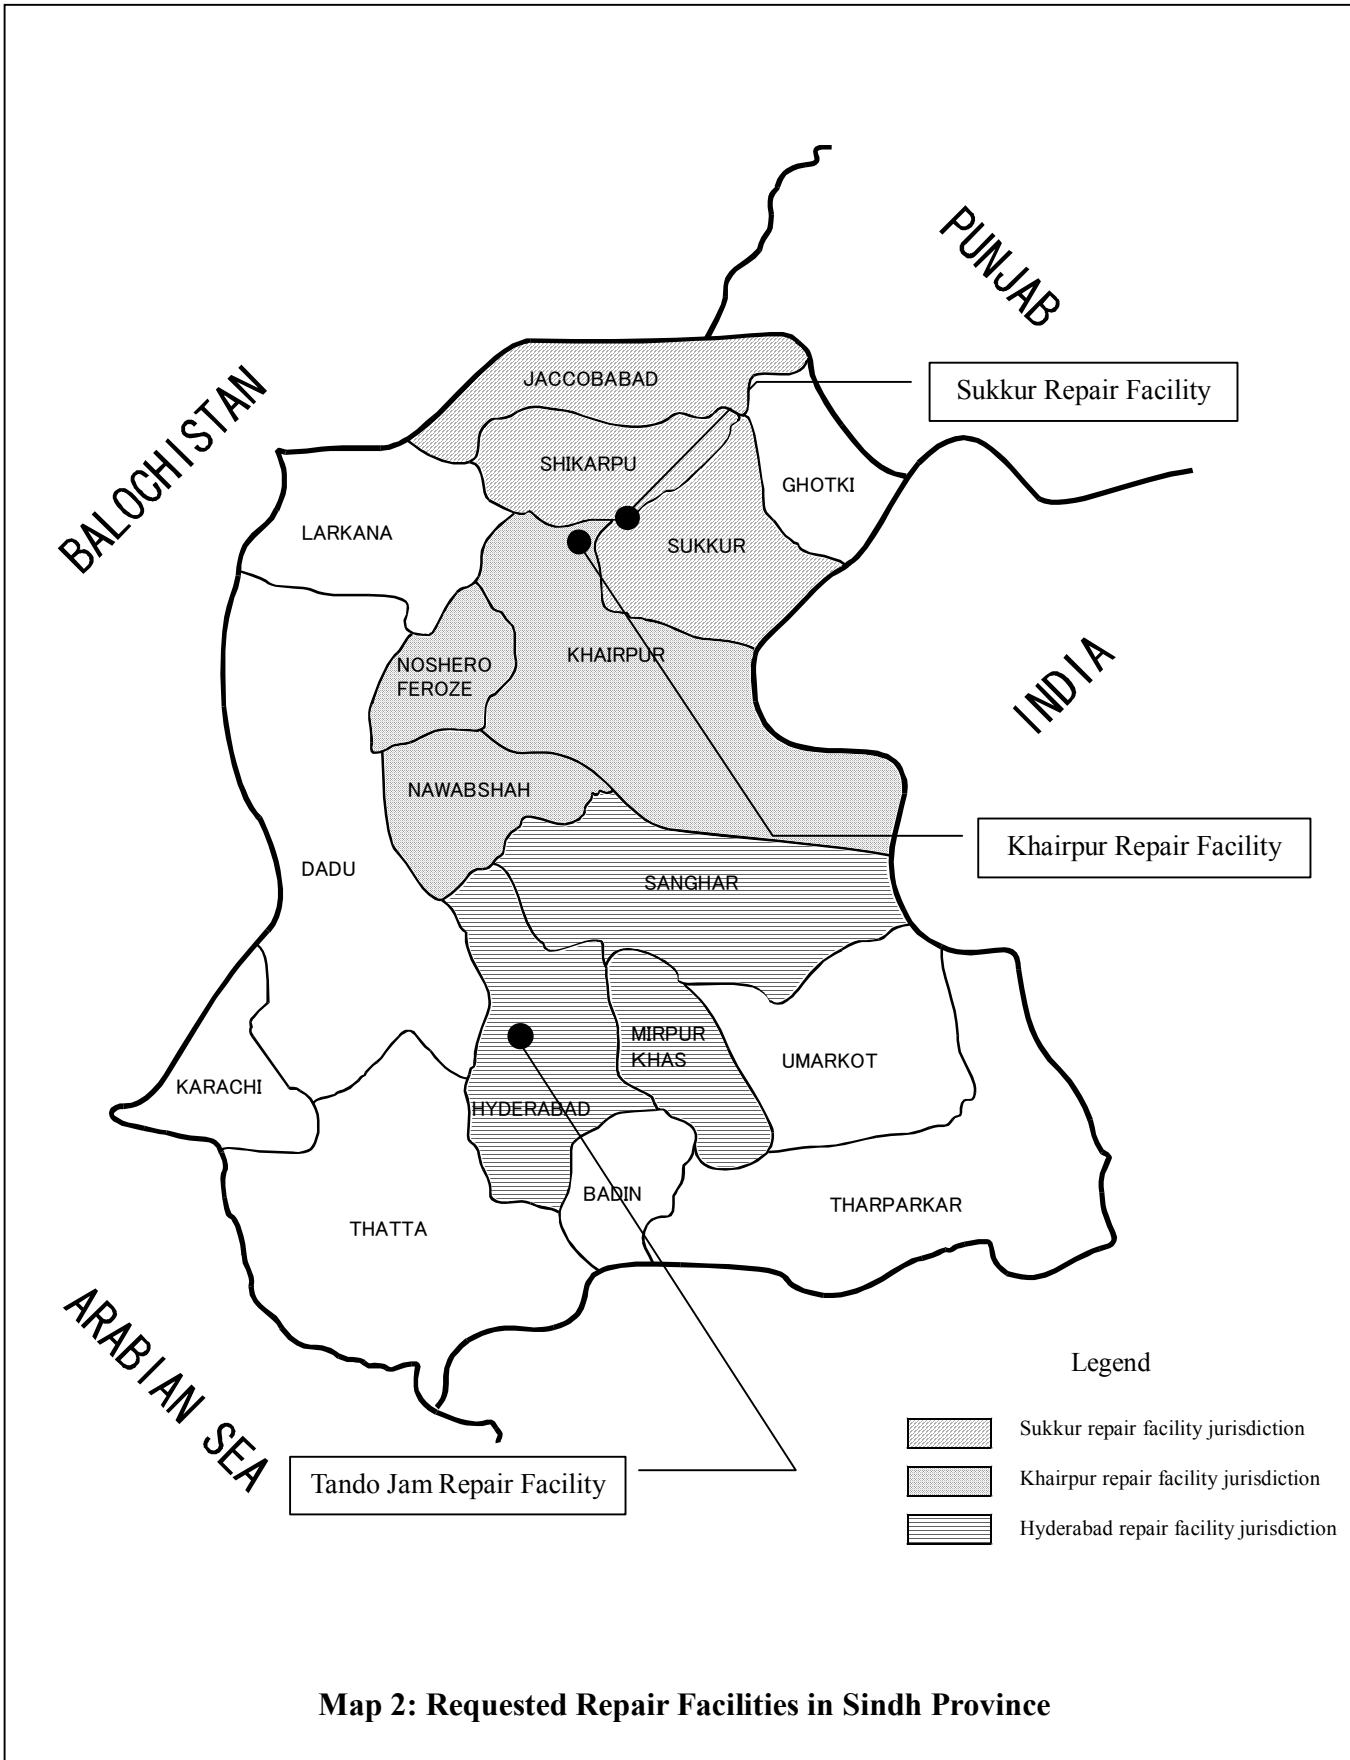 PUNJAB
JACCOBABAD
Sukkur Repair Facility
BALOCHISTAN
SHIKARPU
GHOTKI
LARKANA
SUKKUR
KHAIRPUR
NOSHERO
FEROZE
INDIA
NAWABSHAH
Khairpur Repair Facility
DADU
SANGHAR
MIRPUR
KHAS
UMARKOT
KARACHI
HYDERABAD
BADIN
THARPARKAR
THATTA
ARABIAN SEA
Legend
Sukkur repair facility jurisdiction
Tando Jam Repair Facility
Khairpur repair facility jurisdiction
Hyderabad repair facility jurisdiction
Map 2: Requested Repair Facilities in Sindh Province